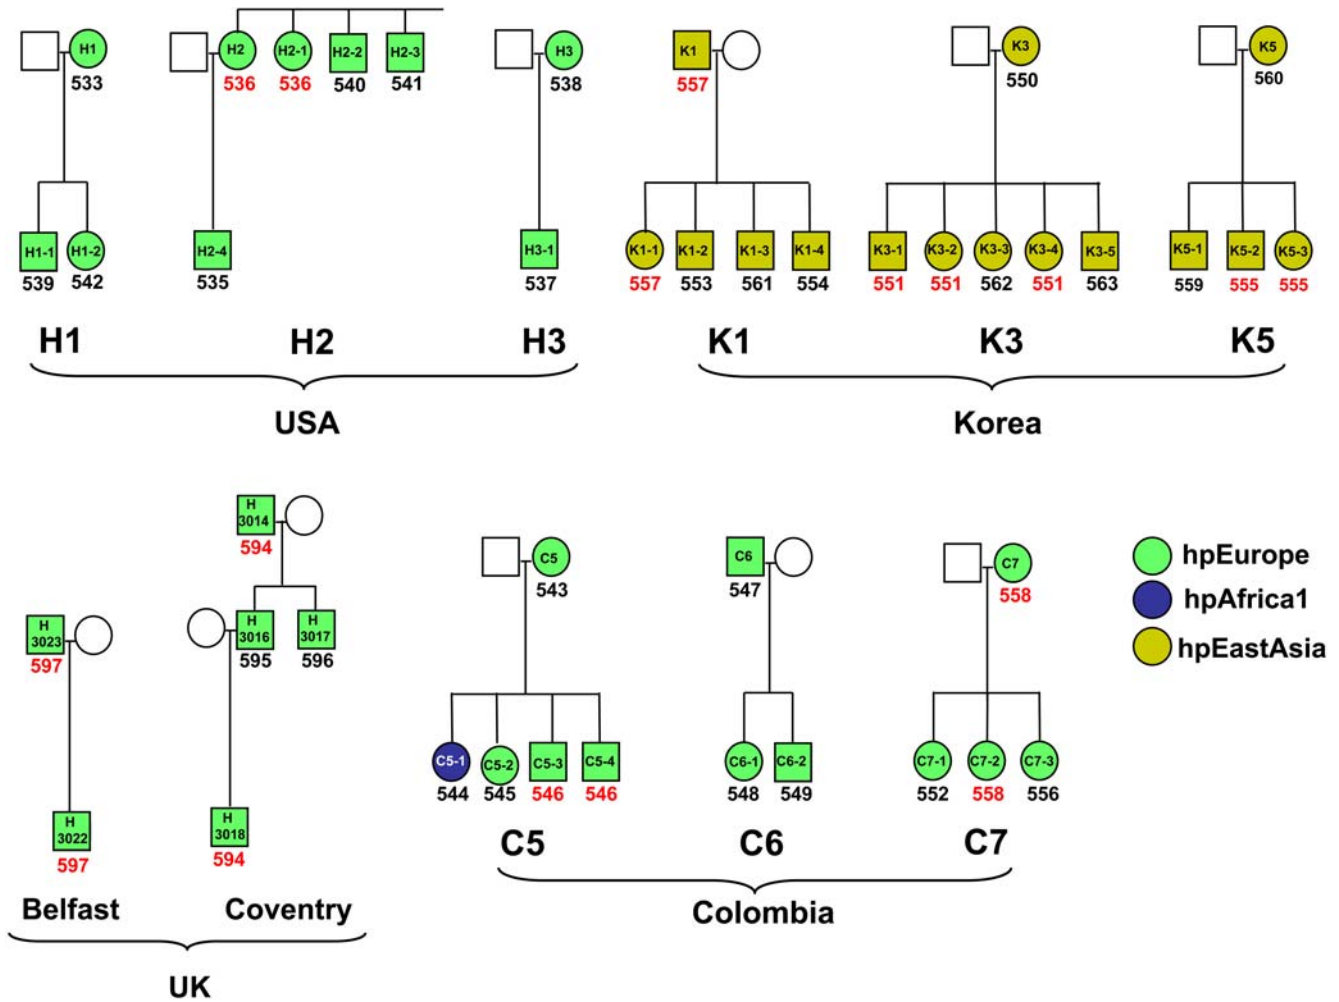 H1
H2
H2-1
H2-2
H2-3
H3
K1
K3
K5
533
536
536
540
541
538
557
550
560
H1-1
H1-2
H2-4
H3-1
K1-1
K1-2
K1-3
K1-4
K3-1
K3-2
K3-3
K3-4
K3-5
K5-1
K5-2
K5-3
539
542
535
537
557
553
561
554
551
551
562
551
563
559
555
555
H1
H2
H3
K1
K3
K5
USA
Korea
H
3014
594
H
3023
597
H
3016
595
H
3017
596
C5
543
C6
547
C7
558
hpEurope
hpAfrica1
hpEastAsia
H
3022
597
H
3018
594
C5-1
C5-2
C5-3
C5-4
C6-1
C6-2
C7-1
C7-2
C7-3
544
545
546
546
548
549
552
558
556
C5
C6
C7
Belfast
Coventry
Colombia
UK